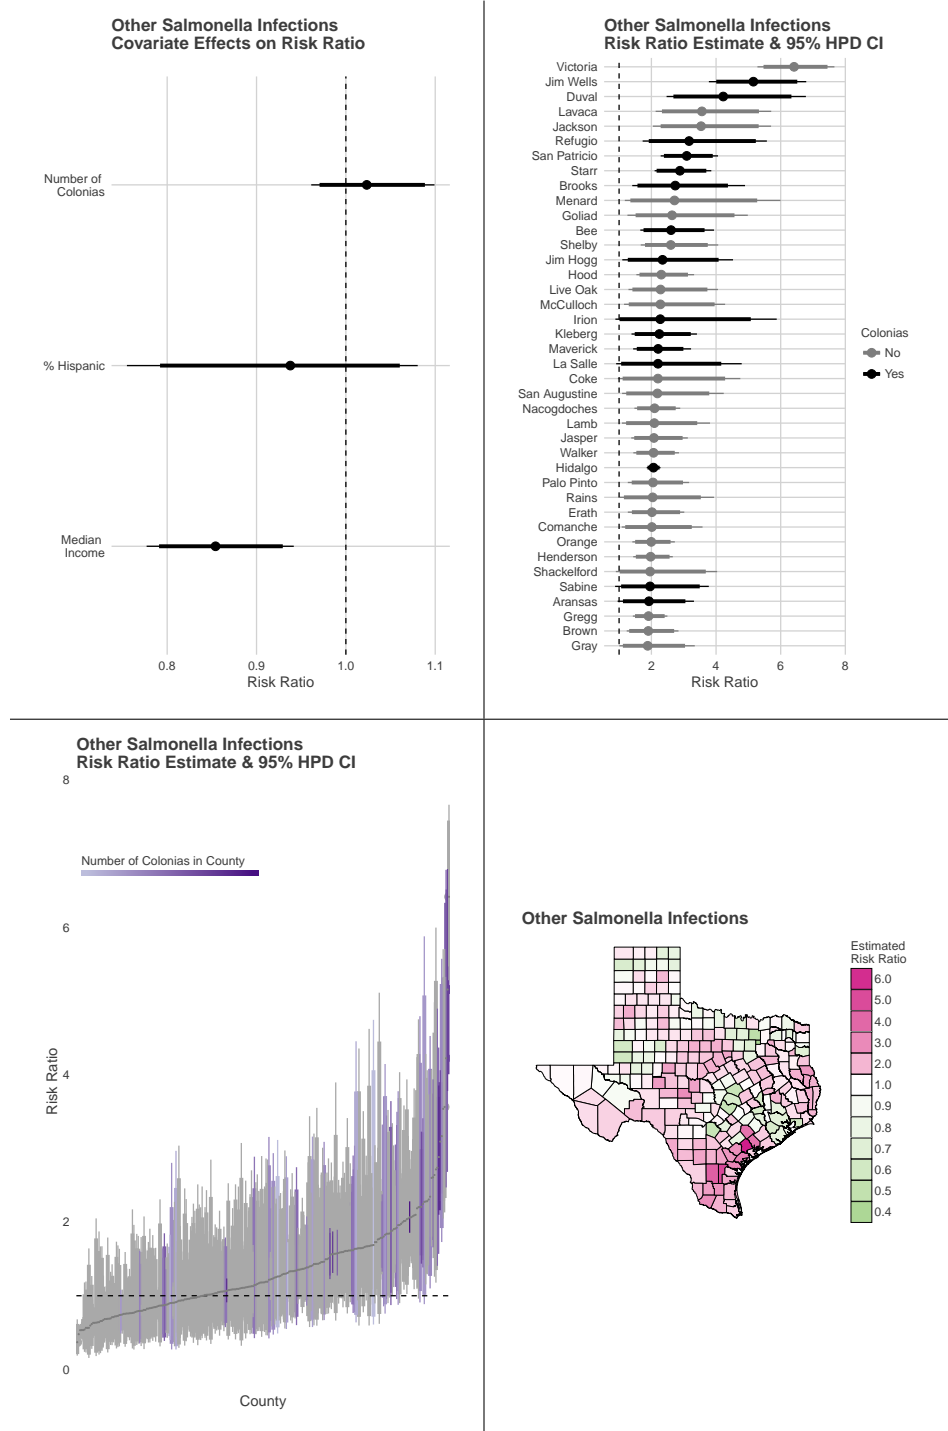 Other Salmonella Infections
Covariate Effects on Risk Ratio
Number of
Colonias
% Hispanic
Median
Income
0.8
0.9
1.0
1.1
Risk Ratio
Other Salmonella Infections
Risk Ratio Estimate & 95% HPD CI
Victoria
Jim Wells
Duval
Lavaca
Jackson
Refugio
San Patricio
Starr
Brooks
Menard
Goliad
Bee
Shelby
Jim Hogg
Hood
Live Oak
McCulloch
Irion
Kleberg
Maverick
La Salle
Coke
San Augustine
Nacogdoches
Lamb
Jasper
Walker
Hidalgo
Palo Pinto
Rains
Erath
Comanche
Orange
Henderson
Shackelford
Sabine
Aransas
Gregg
Brown
Gray
2
4
6
8
Risk Ratio
Colonias
No
Yes
Other Salmonella Infections
Risk Ratio Estimate & 95% HPD CI
8
6
4
2
0
Risk Ratio
Number of Colonias in County
County
Other Salmonella Infections
Estimated
Risk Ratio
6.0
5.0
4.0
3.0
2.0
1.0
0.9
0.8
0.7
0.6
0.5
0.4